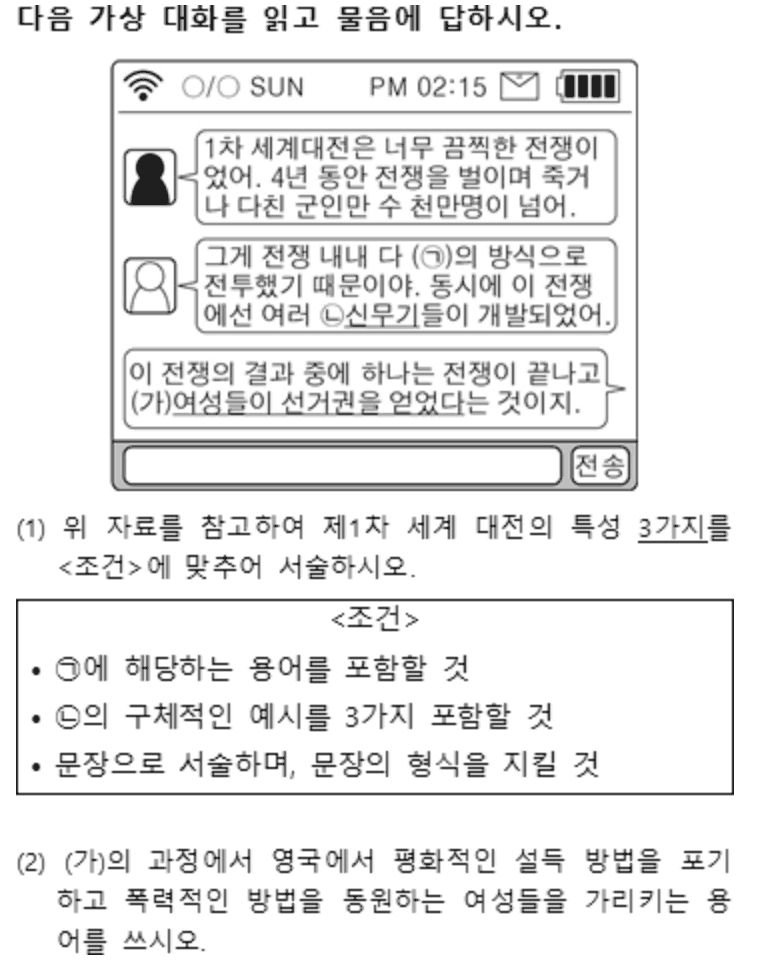 다음 가상 대화를 읽고 물음에 답하시오.
○/○ SUN PM 02:15
1차 세계대전은 너무 끔찍한 전쟁이
었어. 4년 동안 전쟁을 벌이며 죽거
나 다친 군인만 수 천만명이 넘어.
그게 전쟁 내내 다 (㉠)의 방식으로
전투했기 때문이야. 동시에 이 전쟁
에선 여러 ㉡신무기들이 개발되었어.
이 전쟁의 결과 중에 하나는 전쟁이 끝나고
(가)여성들이 선거권을 얻었다는 것이지.
전송
(1) 위 자료를 참고하여 제1차 세계 대전의 특성 3가지를
<조건>에 맞추어 서술하시오.
<조건>
• ㉠에 해당하는 용어를 포함할 것
• ㉡의 구체적인 예시를 3가지 포함할 것
• 문장으로 서술하며, 문장의 형식을 지킬 것
(2) (가)의 과정에서 영국에서 평화적인 설득 방법을 포기
하고 폭력적인 방법을 동원하는 여성들을 가리키는 용
어를 쓰시오.